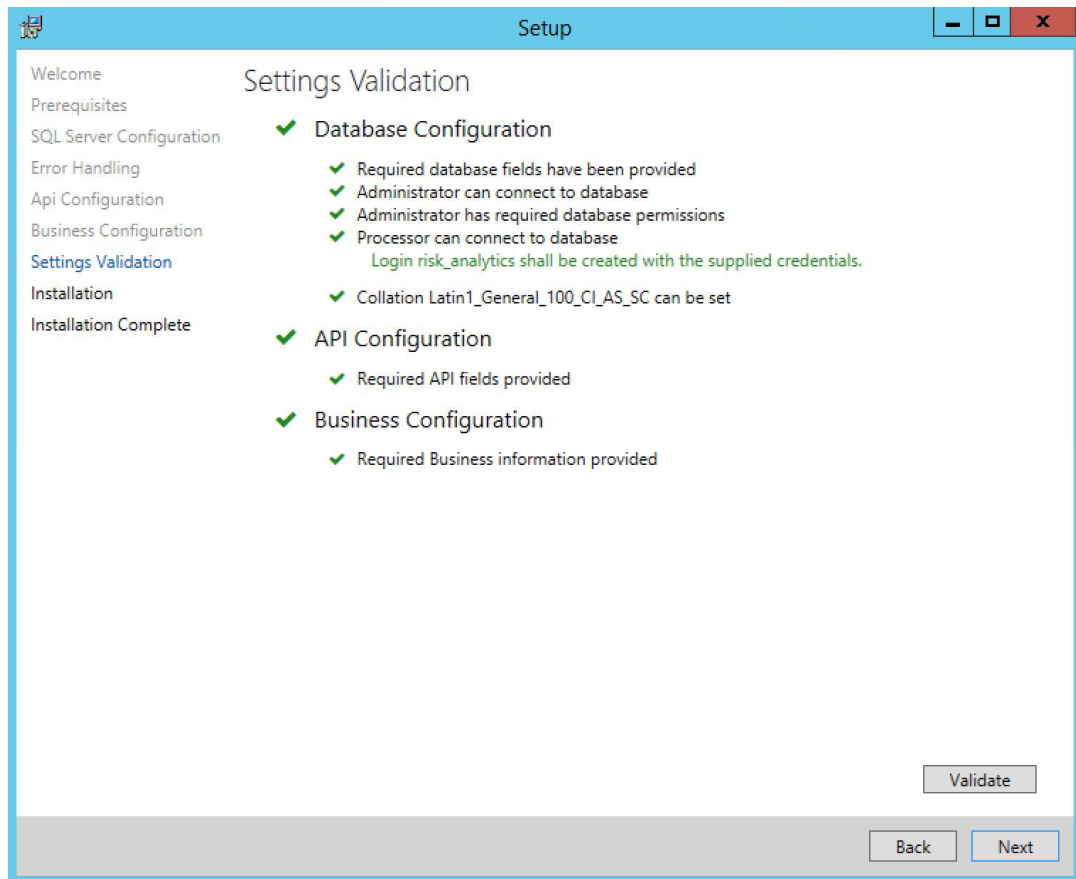 Setup
Welcome
Prerequisites
SQL Server Configuration
Error Handling
Api Configuration
Business Configuration
Settings Validation
Installation
Installation Complete
Settings Validation
Database Configuration
Required database fields have been provided
Administrator can connect to database
Administrator has required database permissions
Processor can connect to database
Login risk_analytics shall be created with the supplied credentials.
Collation Latin1_General_100_CI_AS_SC can be set
API Configuration
Required API fields provided
Business Configuration
Required Business information provided
Validate
Back
Next